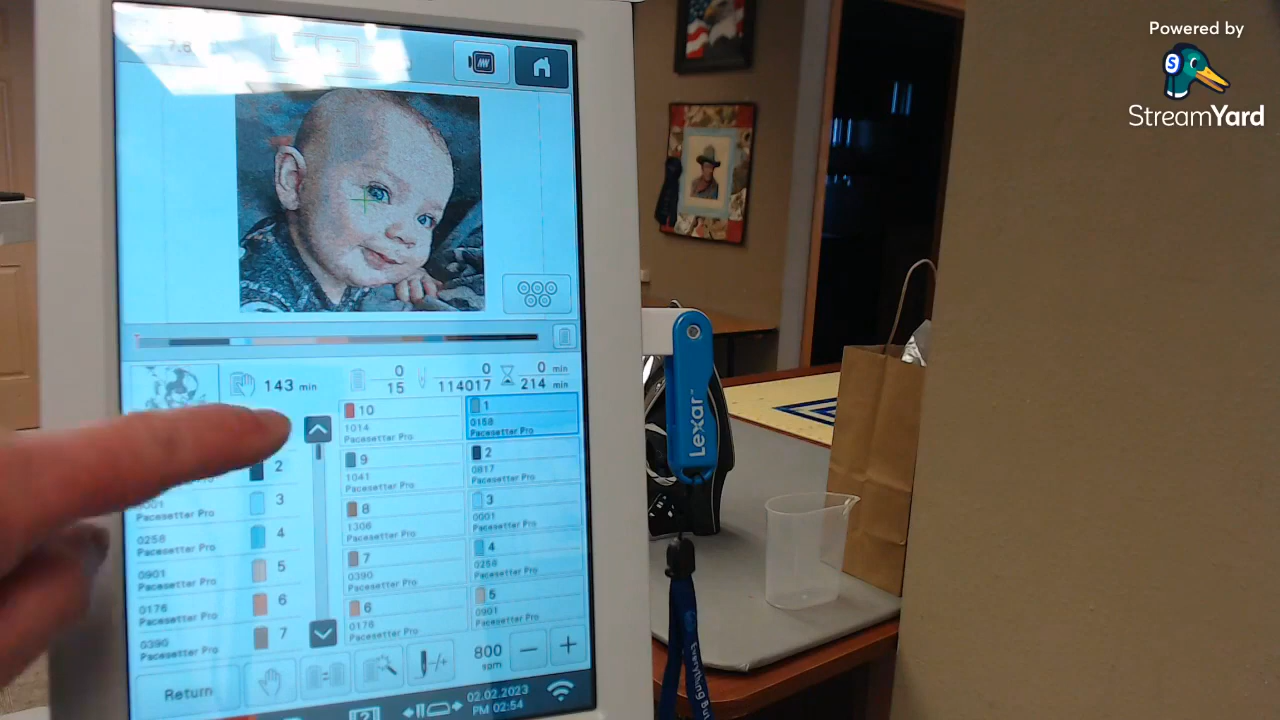 Powered by
StreamYard
143 min
0
15
0
114017
0 min
214 min
10
1014
Pacesetter Pro
1
0158
Pacesetter Pro
9
1041
Pacesetter Pro
2
0817
Pacesetter Pro
8
1306
Pacesetter Pro
3
0001
Pacesetter Pro
7
0390
Pacesetter Pro
4
0258
Pacesetter Pro
6
0176
Pacesetter Pro
5
0901
Pacesetter Pro
2
Pacesetter Pro
3
0258
Pacesetter Pro
4
0901
Pacesetter Pro
5
0176
Pacesetter Pro
6
0390
Pacesetter Pro
7
800
spm
Return
02.02.2023
PM 02:54
Lexar